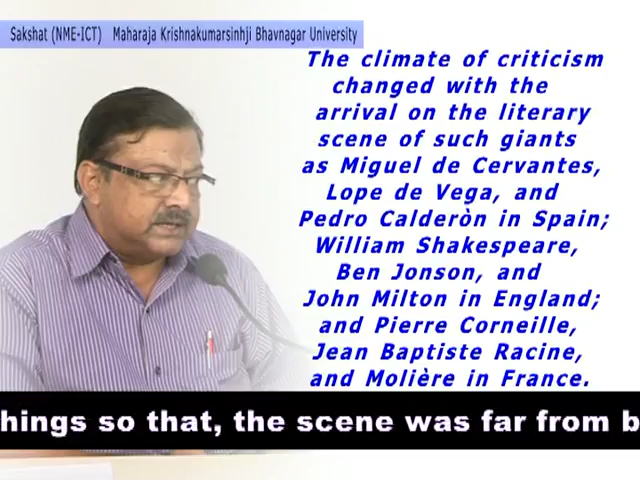 Sakshat (NME-ICT) Maharaja Krishnakumarsinhji Bhavnagar University
The climate of criticism
changed with the
arrival on the literary
scene of such giants
as Miguel de Cervantes,
Lope de Vega, and
Pedro Calderòn in Spain;
William Shakespeare,
Ben Jonson, and
John Milton in England;
and Pierre Corneille,
Jean Baptiste Racine,
and Molière in France.
hings so that, the scene was far from b